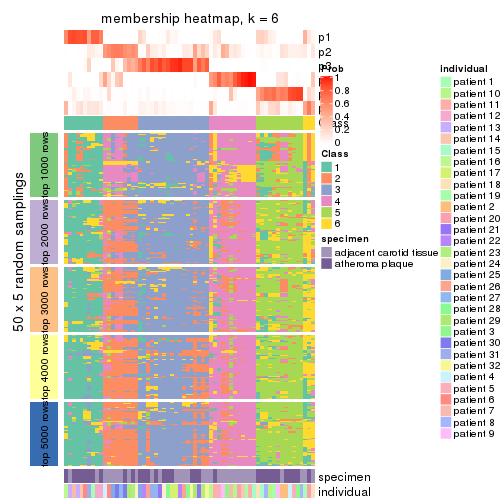 membership heatmap, k = 6
p1
p2
p3
Prob
1
0.8
0.6
0.4
0.2
0
Class
1
2
3
4
5
6
specimen
adjacent carotid tissue
atheroma plaque
individual
patient 1
patient 10
patient 11
patient 12
patient 13
patient 14
patient 15
patient 16
patient 17
patient 18
patient 19
patient 2
patient 20
patient 21
patient 22
patient 23
patient 24
patient 25
patient 26
patient 27
patient 28
patient 29
patient 3
patient 30
patient 31
patient 32
patient 4
patient 5
patient 6
patient 7
patient 8
patient 9
50 x 5 random samplings
top 1000 rows
top 2000 rows
top 3000 rows
top 4000 rows
top 5000 rows
specimen
individual